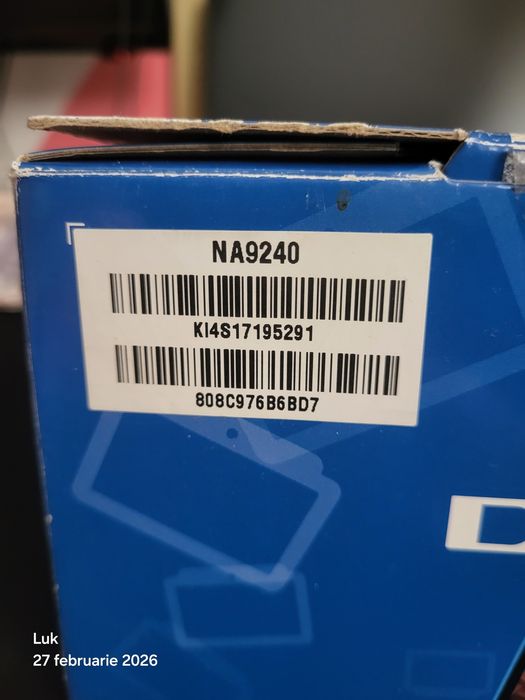 NA9240
KI4S17195291
808C976B6BD7
D
Luk
27 februarie 2026